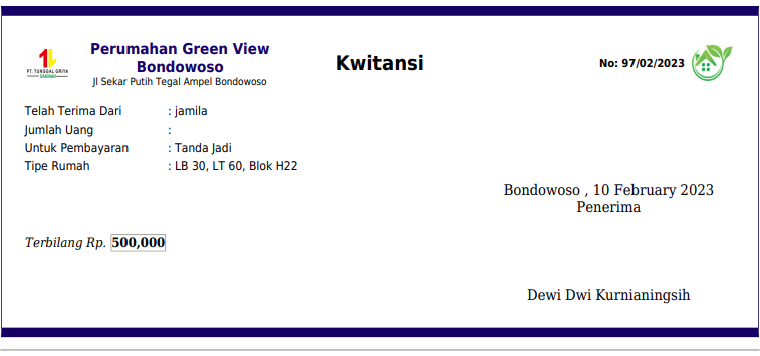 Perumahan Green View
Bondowoso
Jl Sekar Putih Tegal Ampel Bondowoso
PT. TUNGGAL GRIYA
Kwitansi
No: 97/02/2023
Telah Terima Dari : jamila
Jumlah Uang :
Untuk Pembayaran : Tanda Jadi
Tipe Rumah : LB 30, LT 60, Blok H22
Bondowoso , 10 February 2023
Penerima
Terbilang Rp. 500,000
Dewi Dwi Kurnianingsih